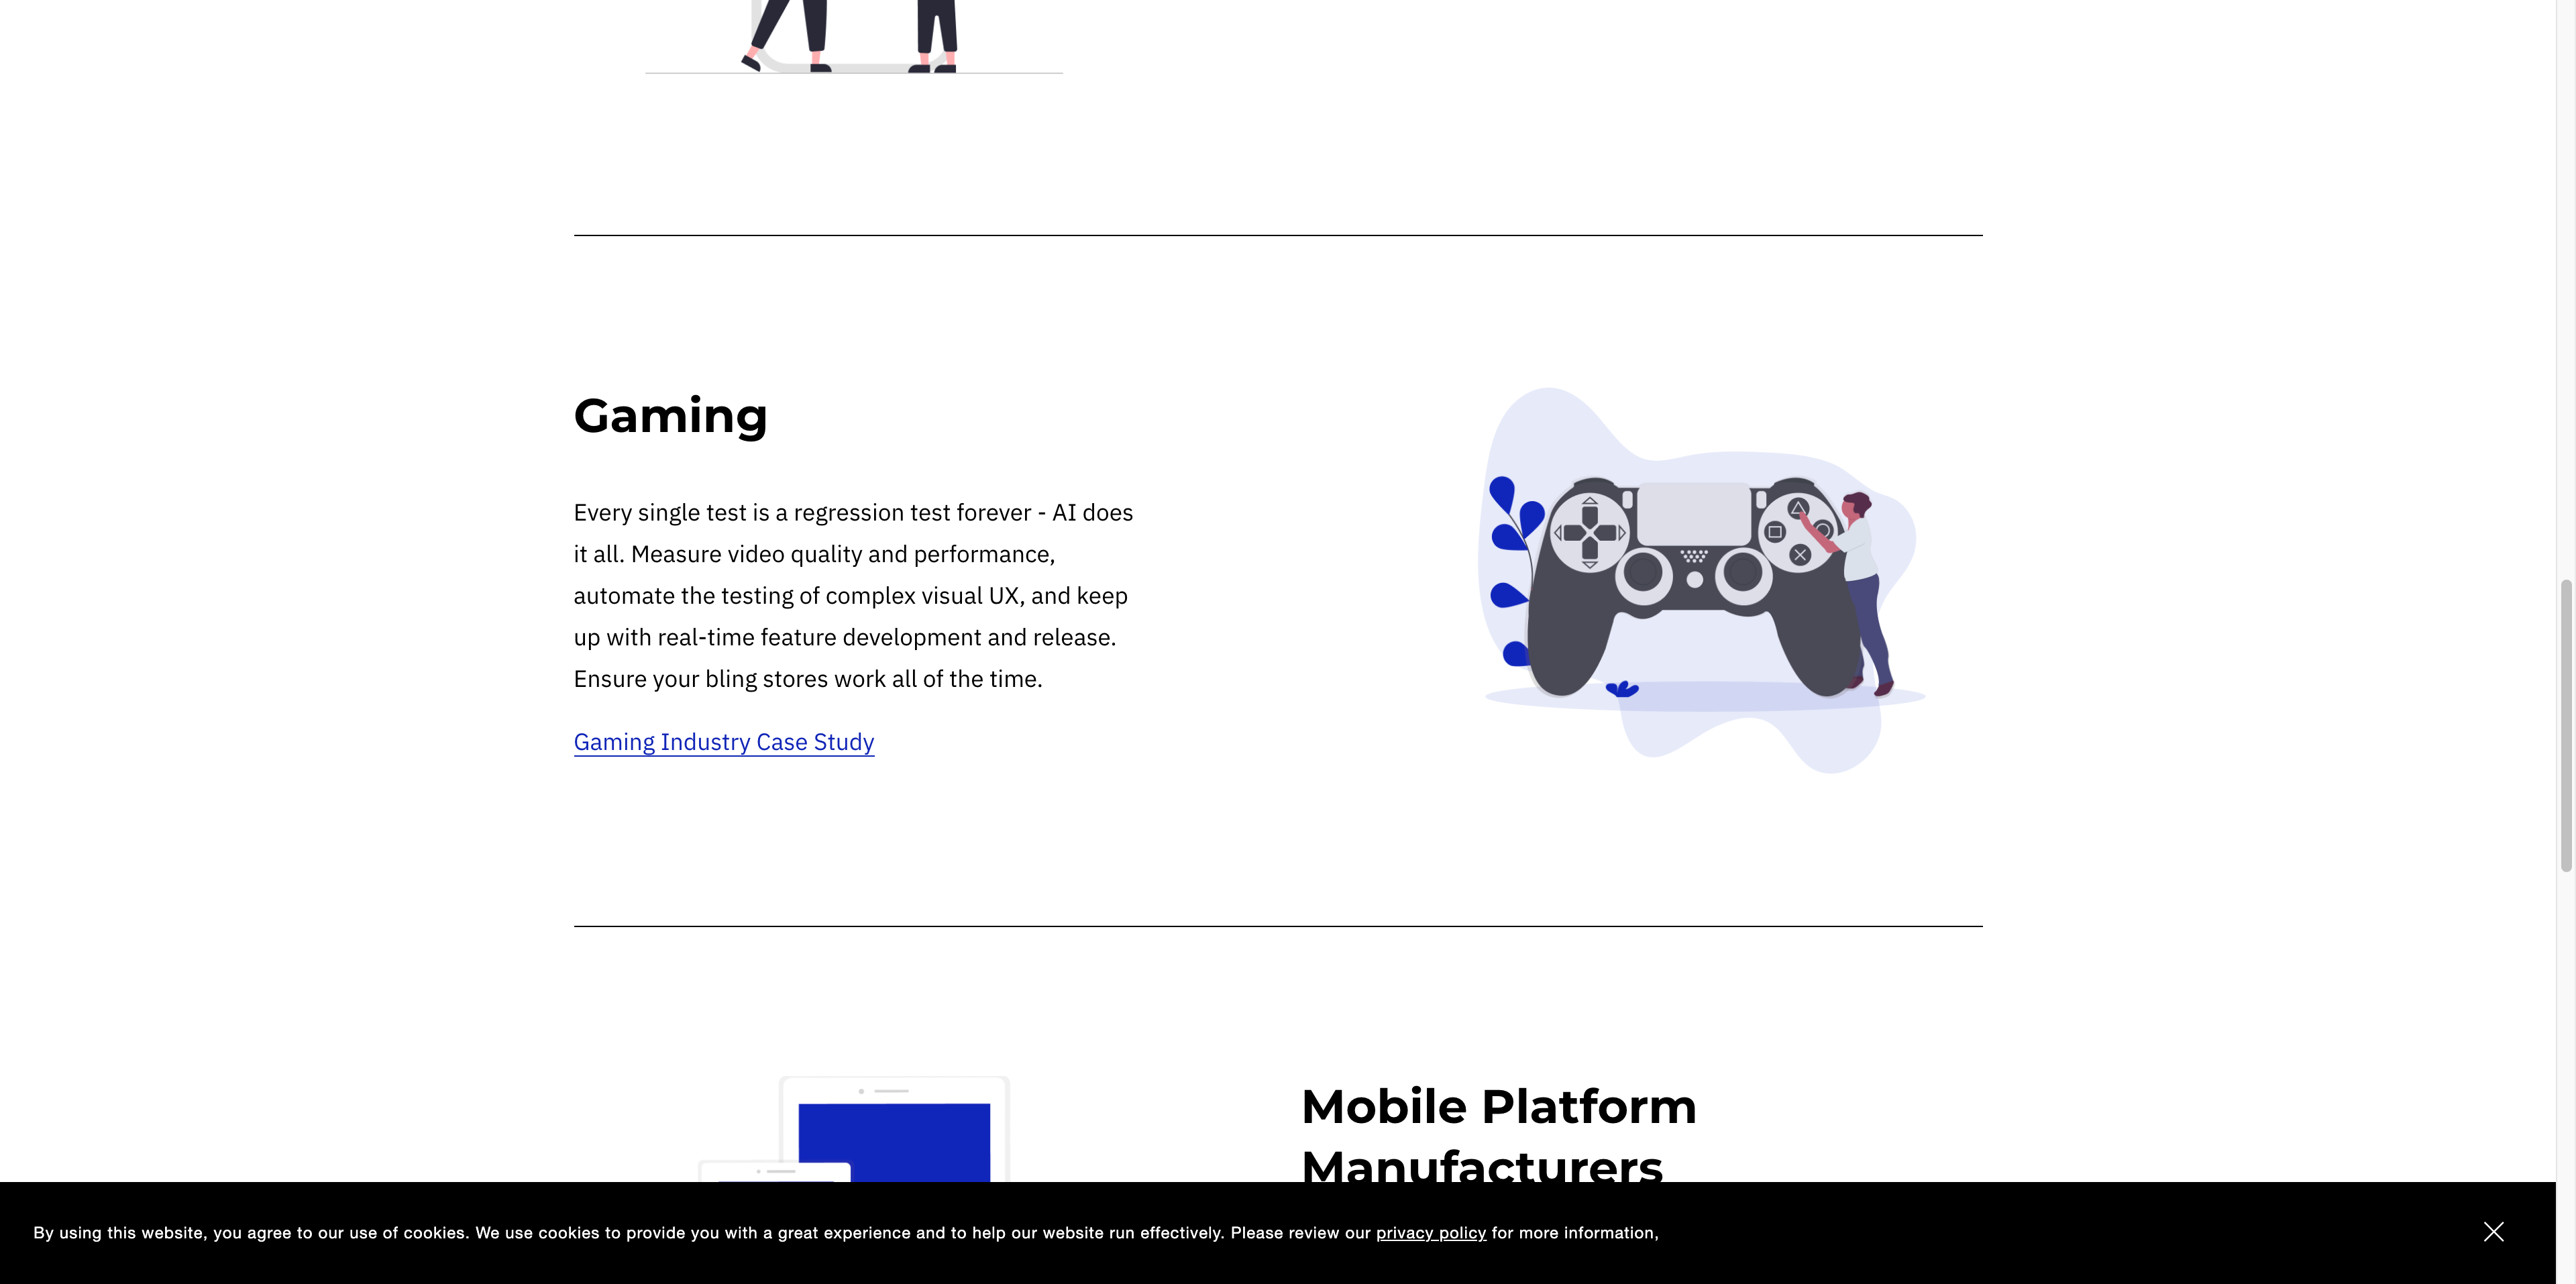 Gaming
Every single test is a regression test forever - AI does
it all. Measure video quality and performance,
automate the testing of complex visual UX, and keep
up with real-time feature development and release.
Ensure your bling stores work all of the time.
Gaming Industry Case Study
Mobile Platform
Manufacturers
By using this website, you agree to our use of cookies. We use cookies to provide you with a great experience and to help our website run effectively. Please review our privacy policy for more information,